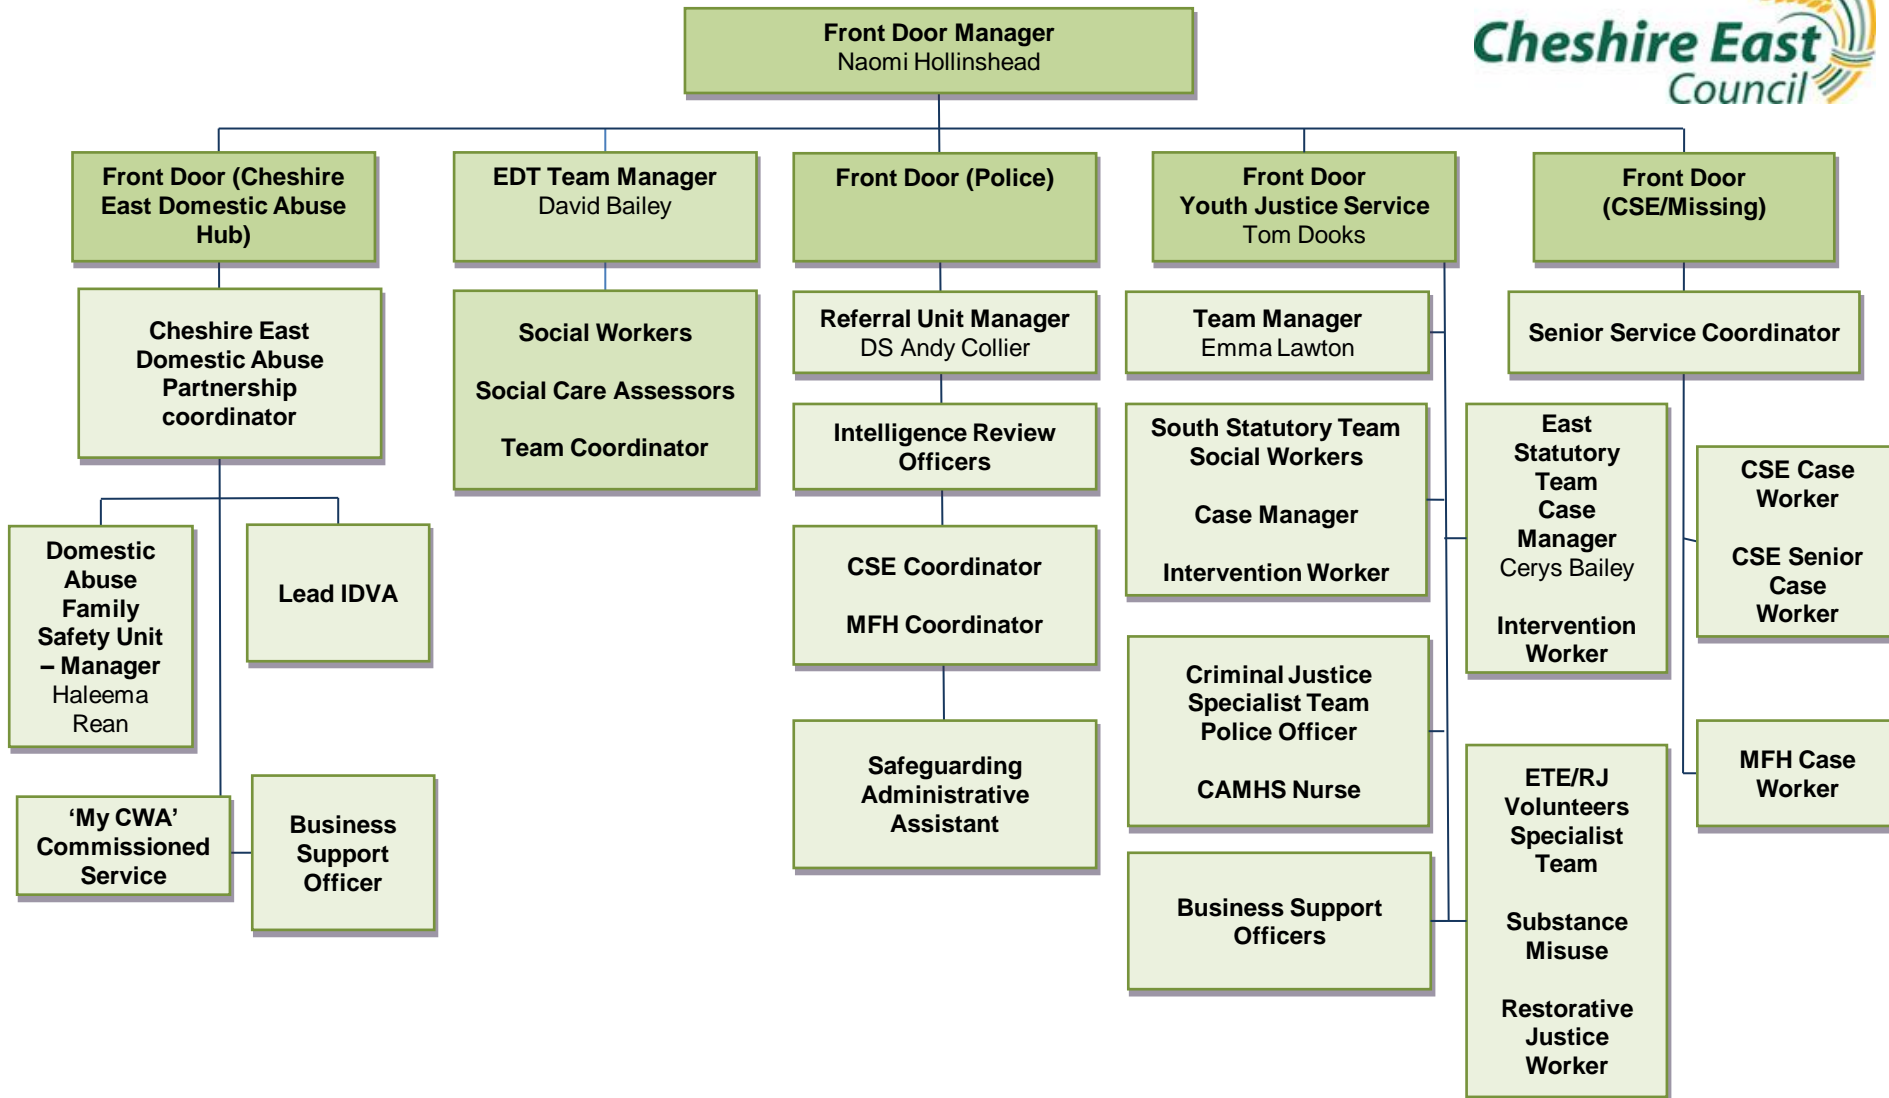 Front Door Manager
Naomi Hollinshead
Cheshire East
Council
Front Door (Cheshire
East Domestic Abuse
Hub)
EDT Team Manager
David Bailey
Front Door (Police)
Front Door
Youth Justice Service
Tom Dooks
Front Door
(CSE/Missing)
Cheshire East
Domestic Abuse
Partnership
coordinator
Social Workers
Social Care Assessors
Team Coordinator
Referral Unit Manager
DS Andy Collier
Team Manager
Emma Lawton
Senior Service Coordinator
Intelligence Review
Officers
South Statutory Team
Social Workers
Case Manager
Intervention Worker
East
Statutory
Team
Case
Manager
Cerys Bailey
Intervention
Worker
CSE Case
Worker
CSE Senior
Case
Worker
Domestic
Abuse
Family
Safety Unit
– Manager
Haleema
Rean
Lead IDVA
CSE Coordinator
MFH Coordinator
Criminal Justice
Specialist Team
Police Officer
CAMHS Nurse
Safeguarding
Administrative
Assistant
ETE/RJ
Volunteers
Specialist
Team
Substance
Misuse
Restorative
Justice
Worker
MFH Case
Worker
‘My CWA’
Commissioned
Service
Business
Support
Officer
Business Support
Officers